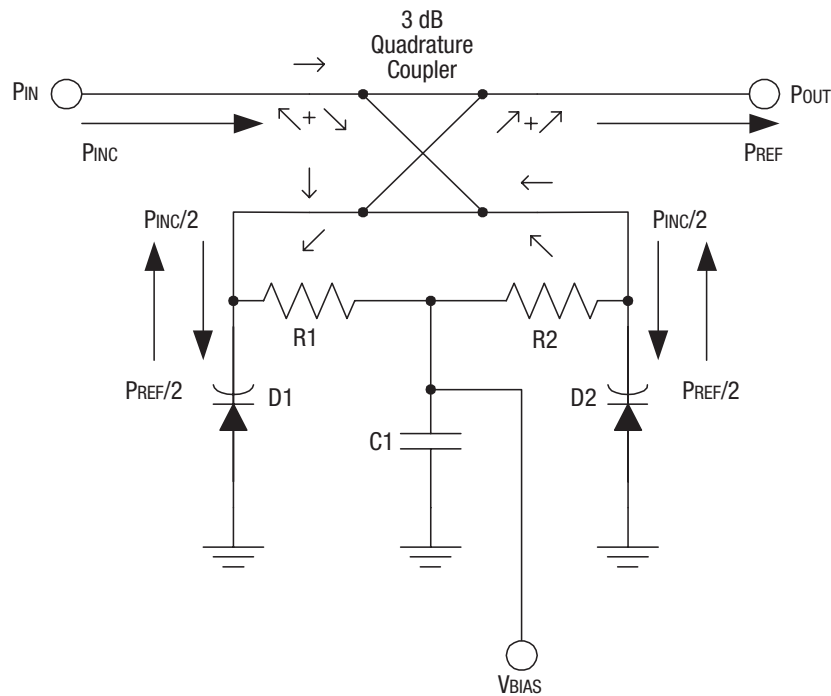 3 dB
Quadrature
Coupler
PIN
POUT
+
+
PINC
PREF
PINC/2
PINC/2
R1
R2
PREF/2
D1
D2
PREF/2
C1
VBIAS